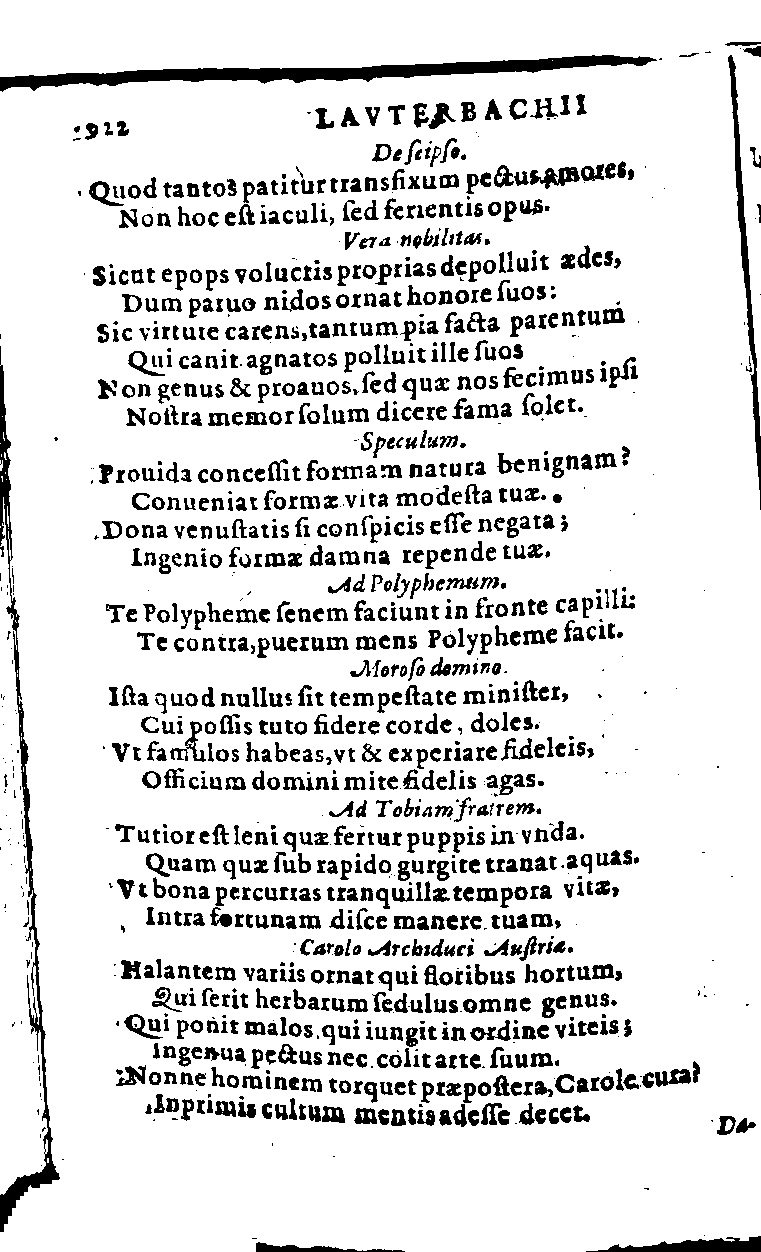 922 LAVTERBACHII
De ſeipſo.
Quod tantos patitur transfixum pectus amores,
Non hoc eſt iaculi, ſed ferientis opus.
Vera nobilitas.
Sicut epops volucris proprias depolluit ædes,
Dum paruo nidos ornat honore ſuos:
Sic virtute carens, tantum pia facta parentum
Qui canit agnatos polluit ille ſuos
Non genus & proauos, ſed quæ nos fecimus ipſi
Noſtra memor ſolum dicere fama ſolet.
Speculum.
Prouida conceſſit formam natura benignam?
Conueniat formæ vita modeſta tuæ.
Dona venuſtatis ſi conſpicis eſſe negata;
Ingenio formæ damna repende tuæ.
Ad Polyphemum.
Te Polypheme ſenem faciunt in fronte capilli:
Te contra, puerum mens Polypheme facit.
Moroſo domino.
Iſta quod nullus ſit tempeſtate miniſter,
Cui poſſis tuto fidere corde, doles.
Vt famulos habeas, vt & experiare fideleis,
Officium domini mite fidelis agas.
Ad Tobiam fratrem.
Tutior eſt leni quæ fertur puppis in vnda.
Quam quæ ſub rapido gurgite tranat aquas.
Vt bona percurras tranquillæ tempora vitæ,
Intra fortunam diſce manere tuam,
Carolo Archiduci Auſtriæ.
Halantem variis ornat qui floribus hortum,
Qui ſerit herbarum ſedulus omne genus.
Qui ponit malos, qui iungit in ordine viteis;
Ingenua pectus nec colit arte ſuum.
Nonne hominem torquet præpoſtera, Carole cura?
Inprimis cultum mentis adeſſe decet.
Da-